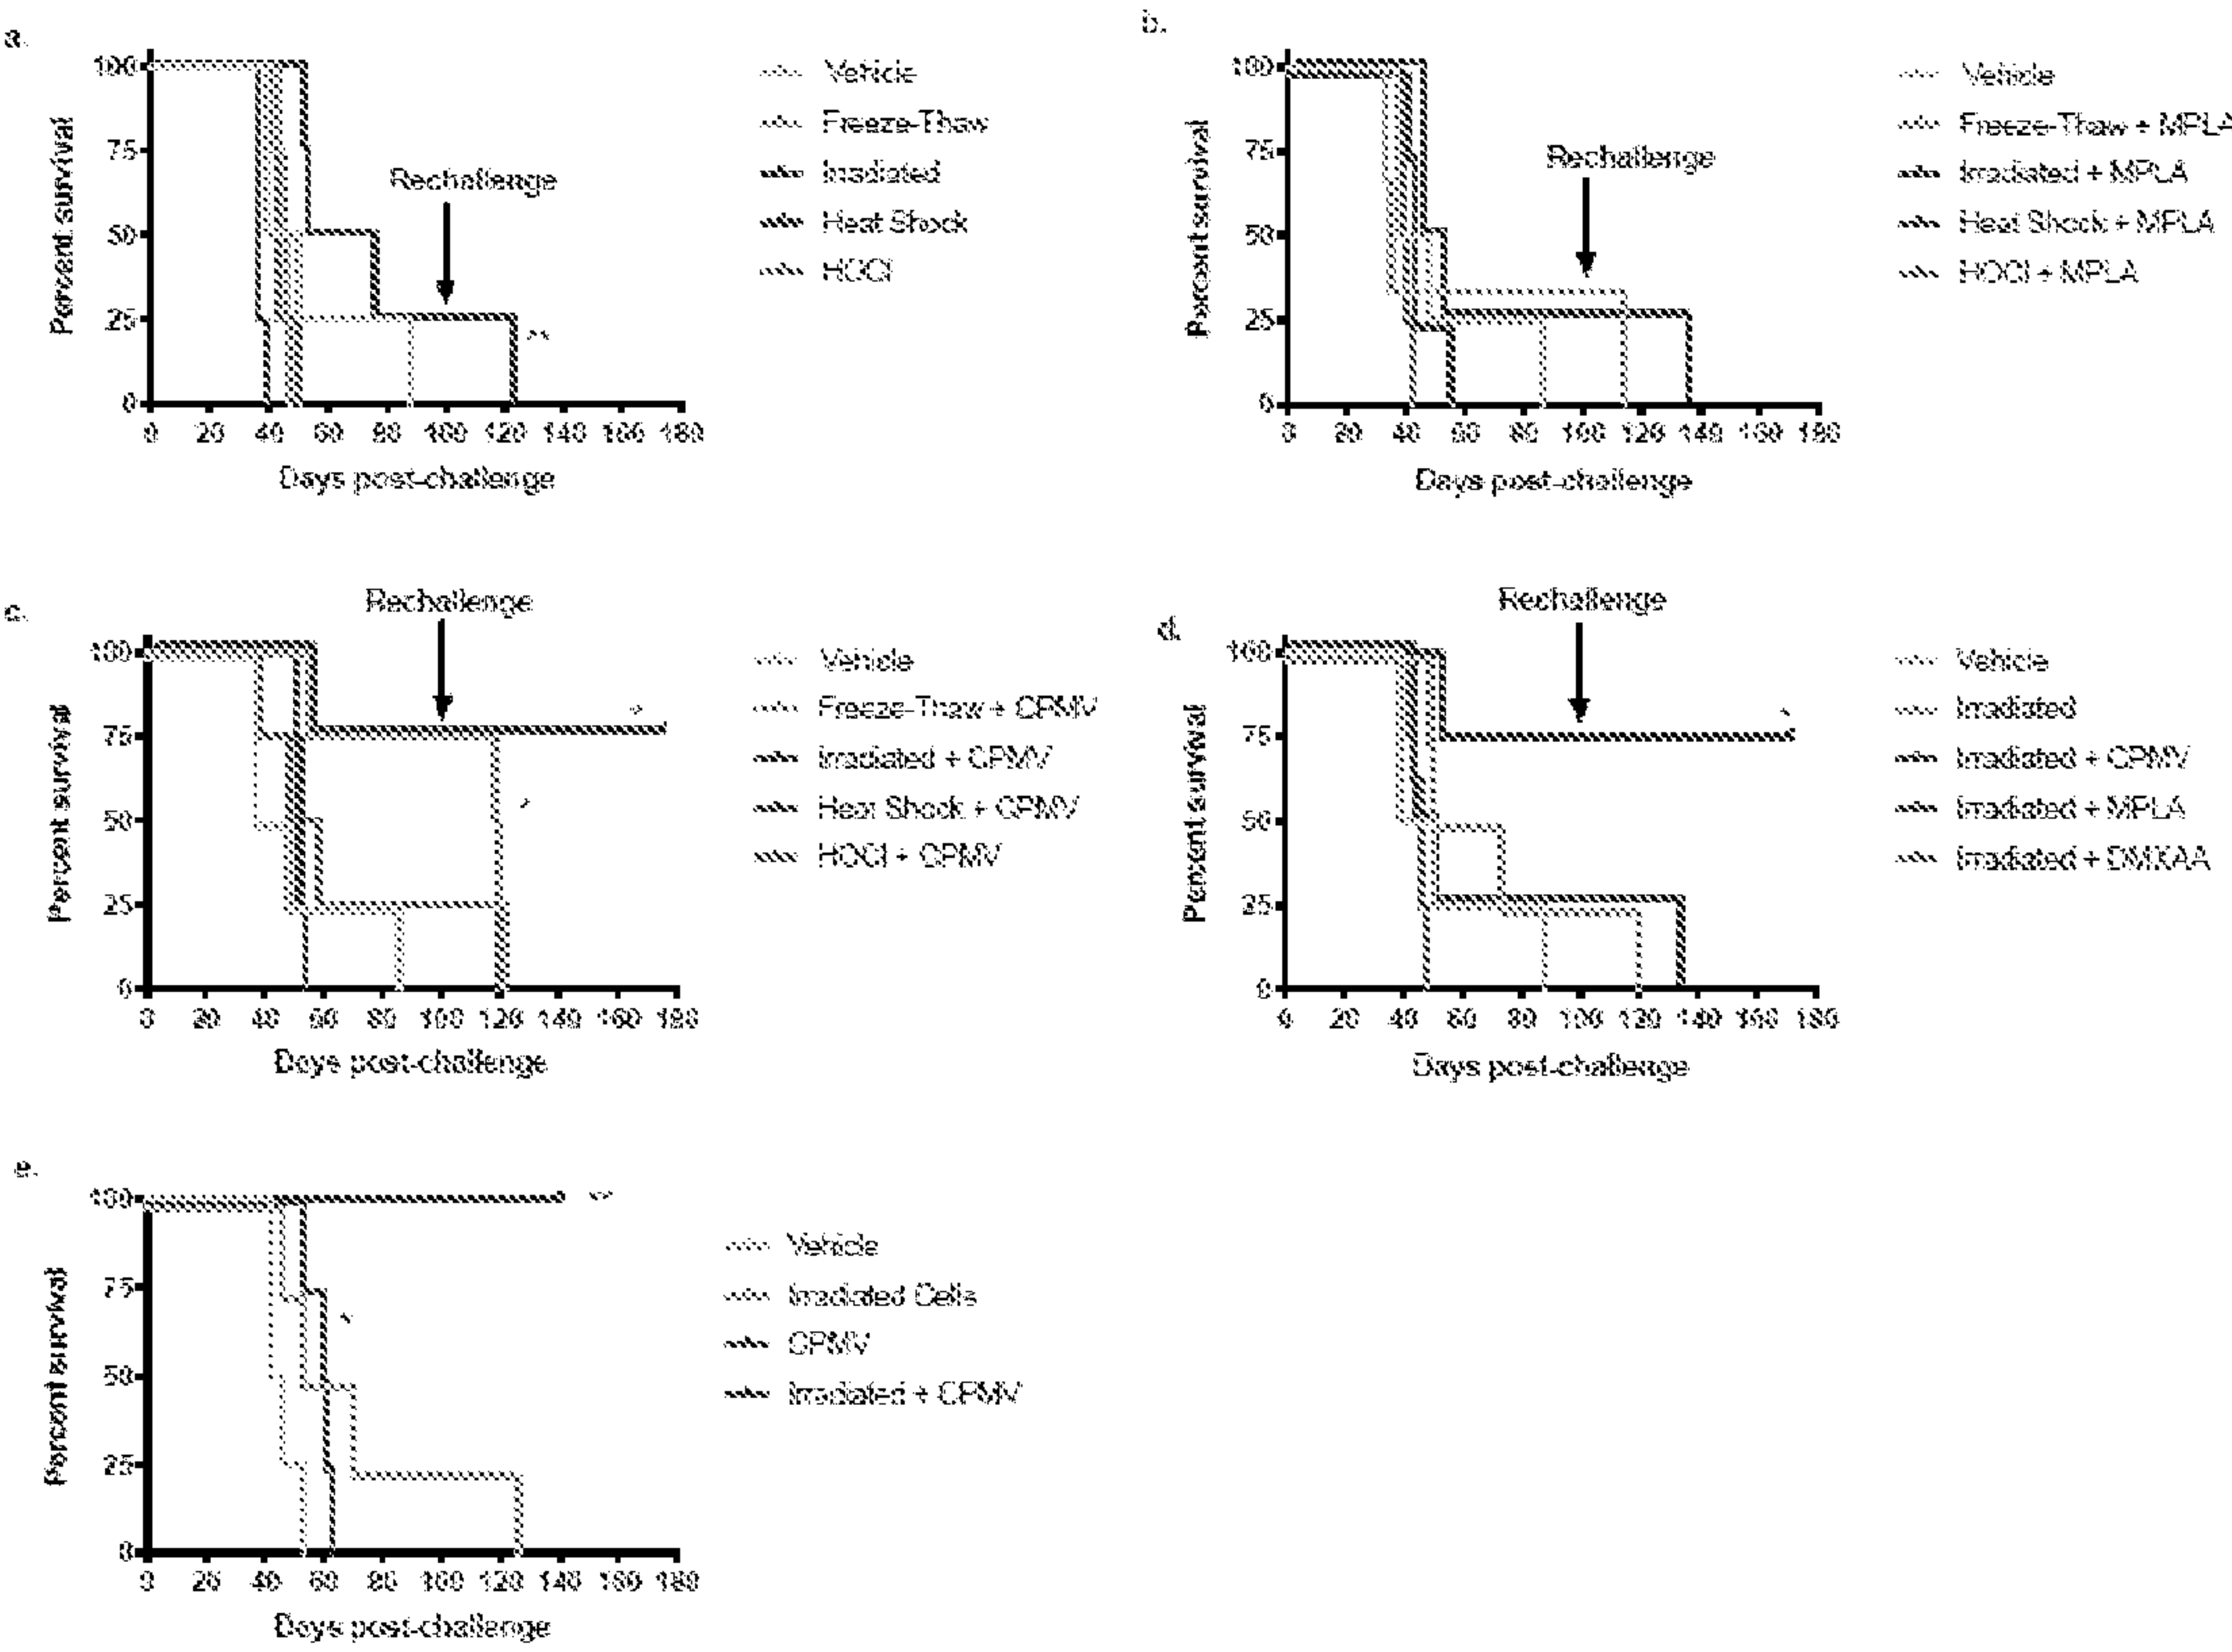 a.
Percent survival
100
75
50
25
0
0 20 40 60 80 100 120 140 160 180
Days post-challenge
Rechallenge
**
Vehicle
Freeze-Thaw
Irradiated
Heat Shock
HOCl
b.
Percent survival
100
75
50
25
0
0 20 40 60 80 100 120 140 160 180
Days post-challenge
Rechallenge
Vehicle
Freeze-Thaw + MPLA
Irradiated + MPLA
Heat Shock + MPLA
HOCl + MPLA
c.
Percent survival
100
75
50
25
0
0 20 40 60 80 100 120 140 160 180
Days post-challenge
Rechallenge
*
*
Vehicle
Freeze-Thaw + CPMV
Irradiated + CPMV
Heat Shock + CPMV
HOCl + CPMV
d.
Percent survival
100
75
50
25
0
0 20 40 60 80 100 120 140 160 180
Days post-challenge
Rechallenge
*
Vehicle
Irradiated
Irradiated + CPMV
Irradiated + MPLA
Irradiated + DMXAA
e.
Percent survival
100
75
50
25
0
0 20 40 60 80 100 120 140 160 180
Days post-challenge
**
*
Vehicle
Irradiated Cells
CPMV
Irradiated + CPMV